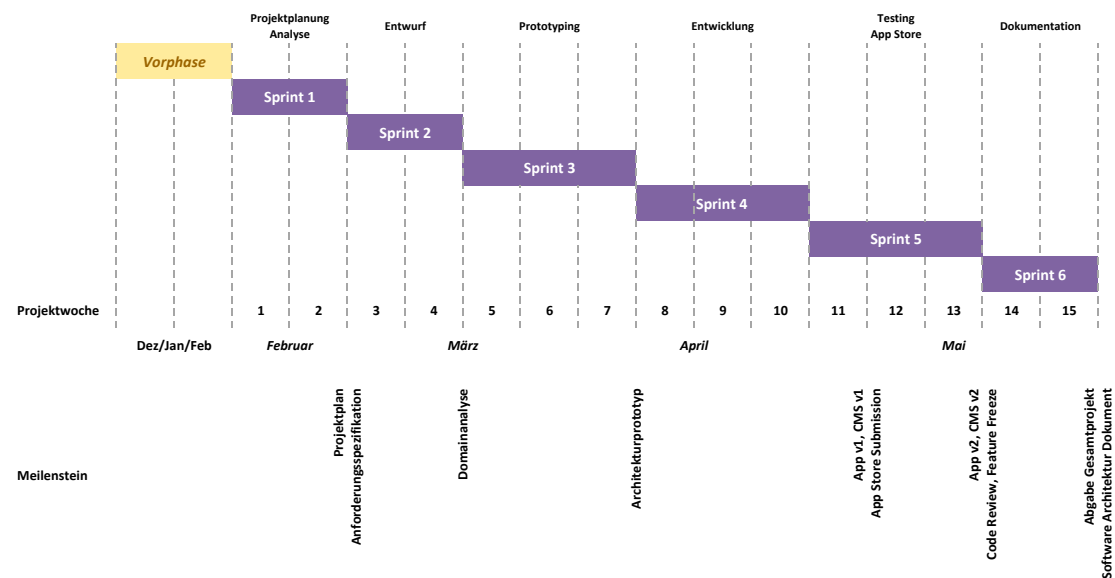 Projektplanung
Analyse
Entwurf
Prototyping
Entwicklung
Testing
App Store
Dokumentation
Vorphase
Sprint 1
Sprint 2
Sprint 3
Sprint 4
Sprint 5
Sprint 6
Projektwoche 1 2 3 4 5 6 7 8 9 10 11 12 13 14 15
Dez/Jan/Feb Februar März April Mai
Meilenstein
Projektplan
Anforderungsspezifikation
Domainanalyse
Architekturprototyp
App v1, CMS v1
App Store Submission
App v2, CMS v2
Code Review, Feature Freeze
Abgabe Gesamtprojekt
Software Architektur Dokument